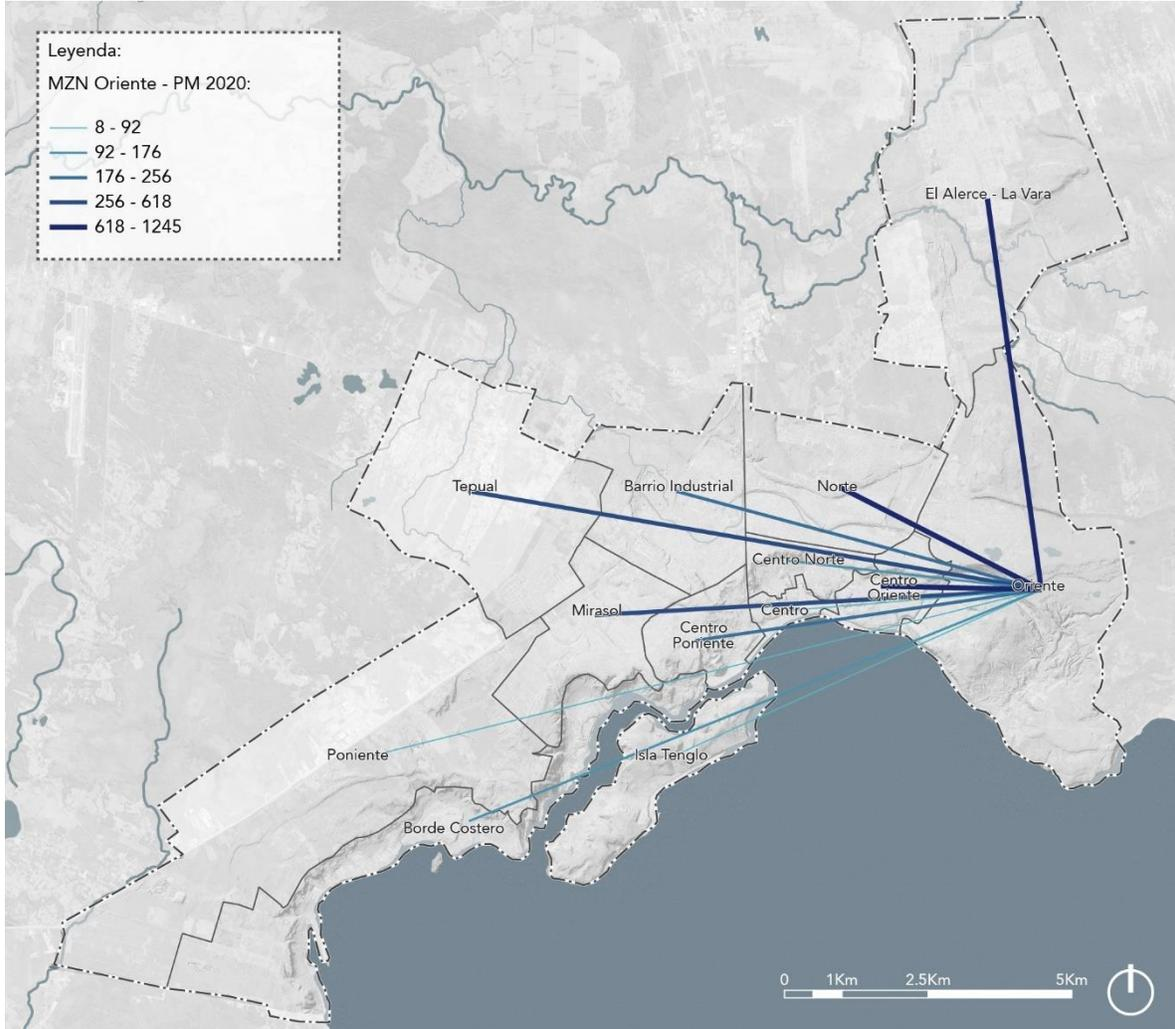 Leyenda:
MZN Oriente - PM 2020:
8 - 92
92 - 176
176 - 256
256 - 618
618 - 1245
El Alerce - La Vara
Tepual
Barrio Industrial
Norte
Centro Norte
Centro
Oriente
Oriente
Mirasol
Centro
Centro
Poniente
Poniente
Isla Tenglo
Borde Costero
0 1Km 2.5Km 5Km